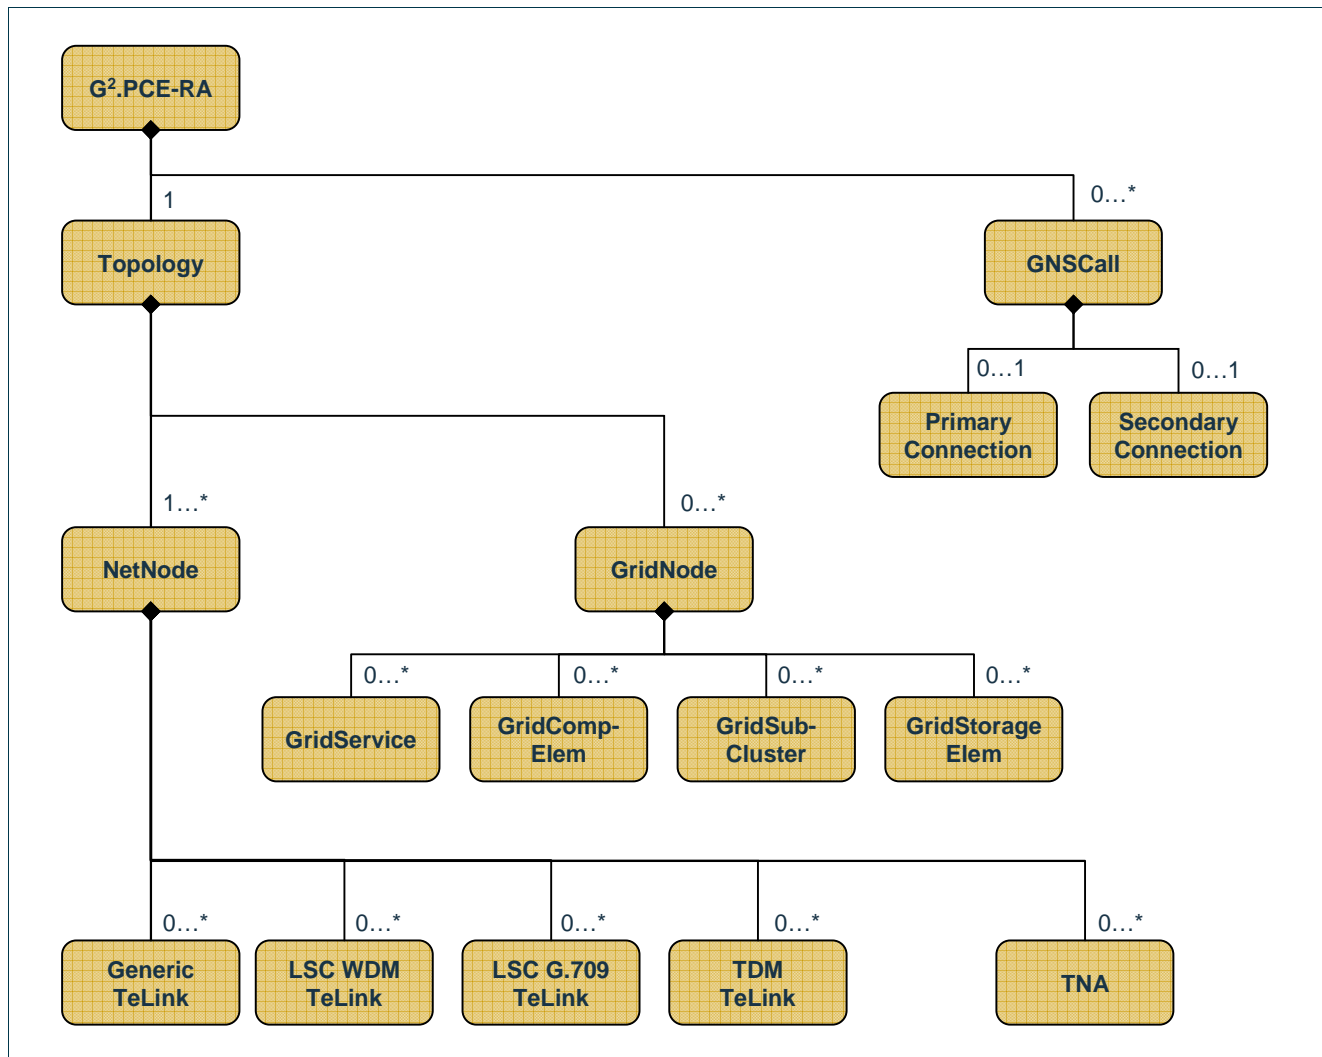 G².PCE-RA
1
0...*
Topology
GNSCall
0...1
0...1
Primary
Connection
Secondary
Connection
1...*
0...*
NetNode
GridNode
0...*
0...*
0...*
0...*
GridService
GridComp-
Elem
GridSub-
Cluster
GridStorage
Elem
0...*
0...*
0...*
0...*
0...*
Generic
TeLink
LSC WDM
TeLink
LSC G.709
TeLink
TDM
TeLink
TNA